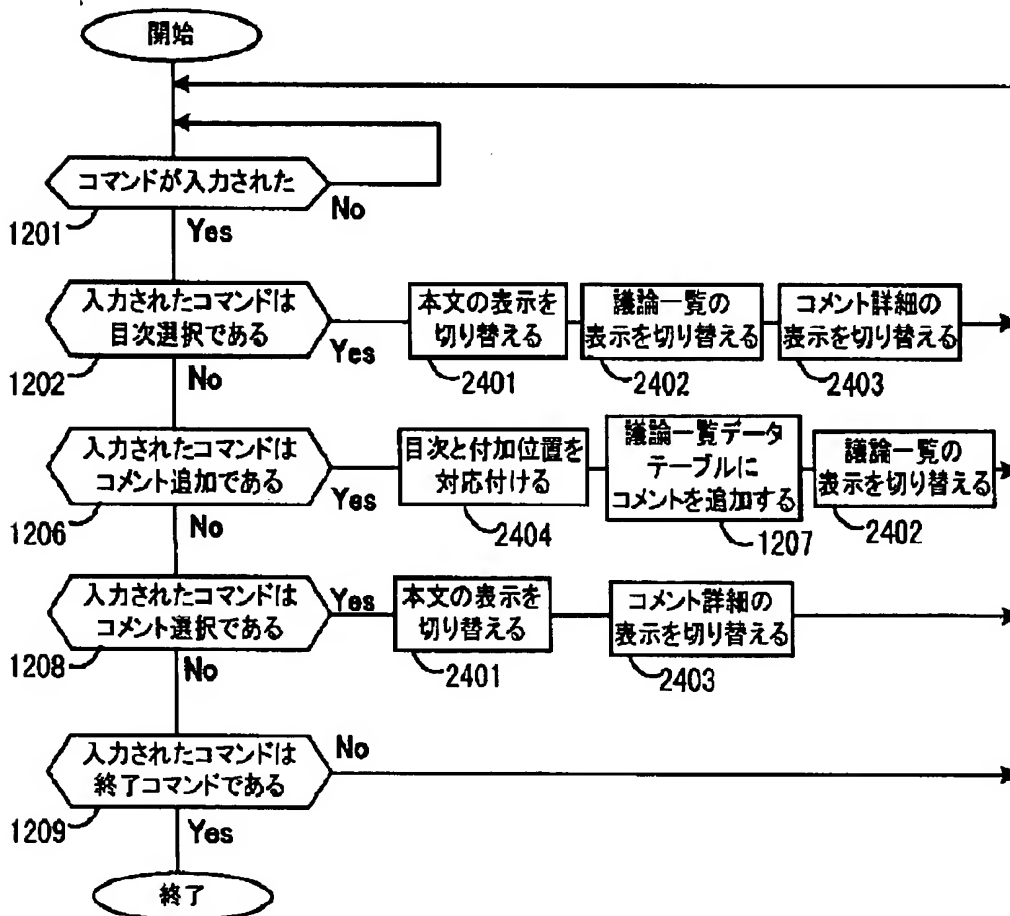 開始
コマンドが入力された
No
1201
Yes
入力されたコマンドは
目次選択である
Yes
1202
No
本文の表示を
切り替える
2401
議論一覧の
表示を切り替える
2402
コメント詳細の
表示を切り替える
2403
入力されたコマンドは
コメント追加である
Yes
1206
No
目次と付加位置を
対応付ける
2404
議論一覧データ
テーブルに
コメントを追加する
1207
議論一覧の
表示を切り替える
2402
入力されたコマンドは
コメント選択である
Yes
1208
No
本文の表示を
切り替える
2401
コメント詳細の
表示を切り替える
2403
入力されたコマンドは
終了コマンドである
No
1209
Yes
終了